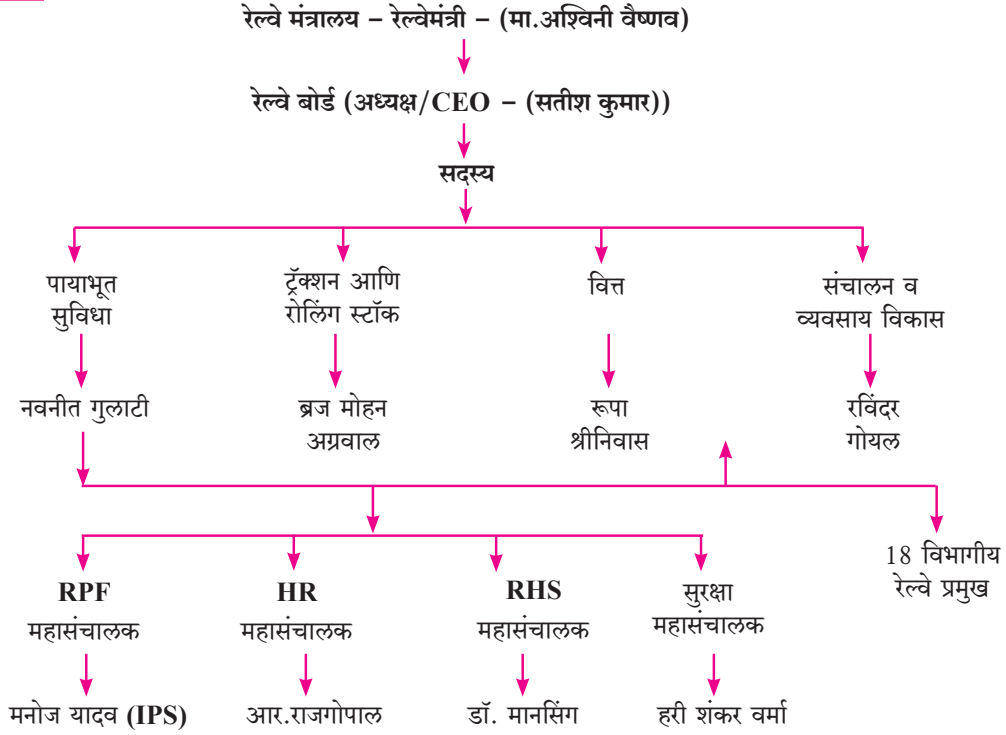 रेल्वे मंत्रालय – रेल्वेमंत्री – (मा.अश्विनी वैष्णव)
रेल्वे बोर्ड (अध्यक्ष/CEO – (सतीश कुमार))
सदस्य
पायाभूत
सुविधा
ट्रॅक्शन आणि
रोलिंग स्टॉक
वित्त
संचालन व
व्यवसाय विकास
नवनीत गुलाटी
ब्रज मोहन
अग्रवाल
रूपा
श्रीनिवास
रविंदर
गोयल
18 विभागीय
रेल्वे प्रमुख
RPF
महासंचालक
HR
महासंचालक
RHS
महासंचालक
सुरक्षा
महासंचालक
मनोज यादव (IPS)
आर.राजगोपाल
डॉ. मानसिंग
हरी शंकर वर्मा